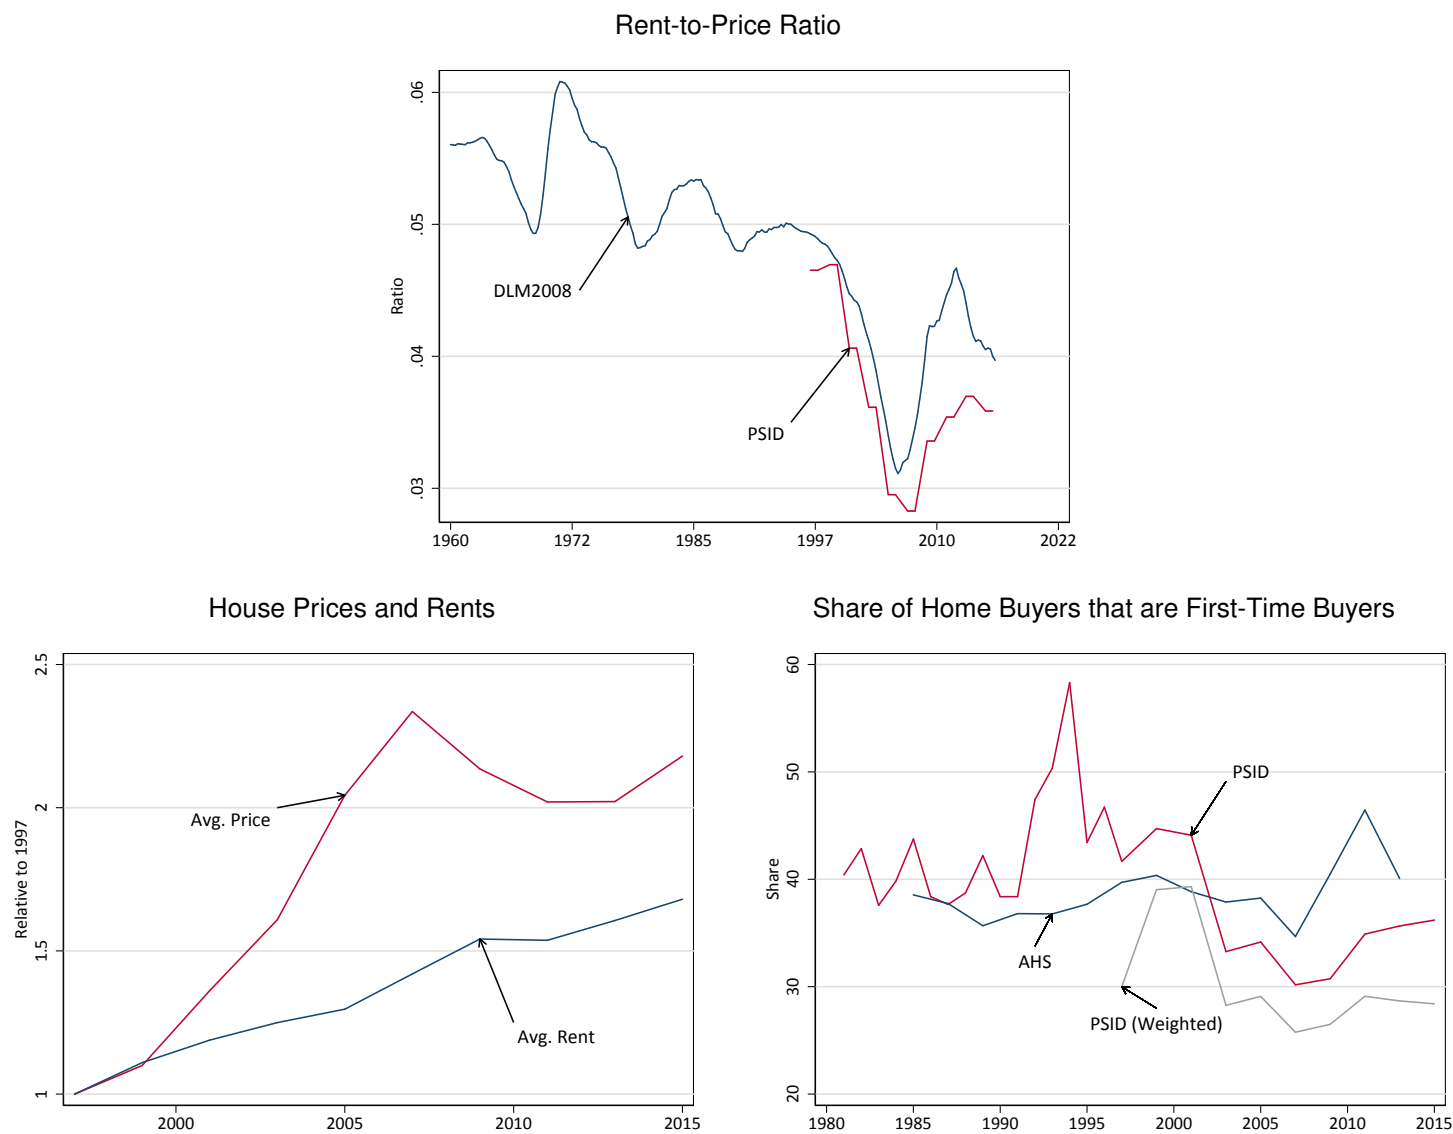 Rent-to-Price Ratio
.06
.05
.04
.03
Ratio
DLM2008
PSID
1960 1972 1985 1997 2010 2022
House Prices and Rents
2.5
2
1.5
1
Relative to 1997
Avg. Price
Avg. Rent
2000 2005 2010 2015
Share of Home Buyers that are First-Time Buyers
60
50
40
30
20
Share
PSID
AHS
PSID (Weighted)
1980 1985 1990 1995 2000 2005 2010 2015